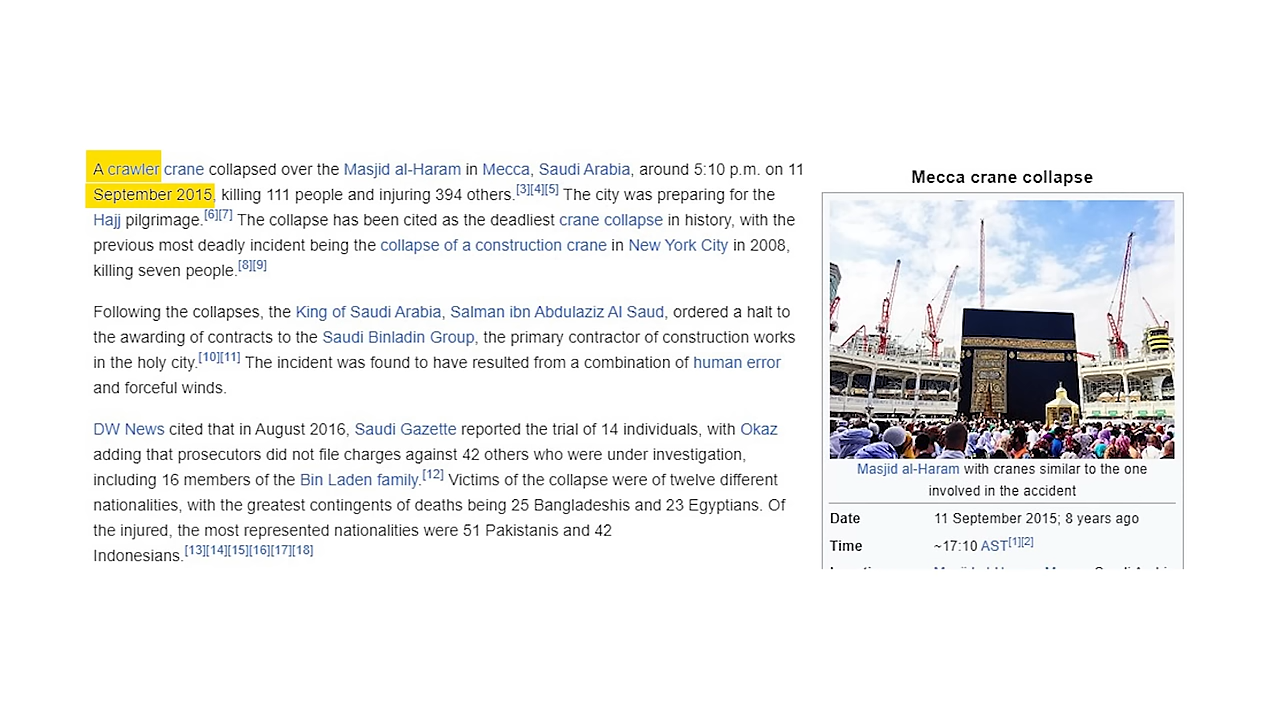 A crawler crane collapsed over the Masjid al-Haram in Mecca, Saudi Arabia, around 5:10 p.m. on 11
September 2015, killing 111 people and injuring 394 others.[3][4][5] The city was preparing for the
Hajj pilgrimage.[6][7] The collapse has been cited as the deadliest crane collapse in history, with the
previous most deadly incident being the collapse of a construction crane in New York City in 2008,
killing seven people.[8][9]
Following the collapses, the King of Saudi Arabia, Salman ibn Abdulaziz Al Saud, ordered a halt to
the awarding of contracts to the Saudi Binladin Group, the primary contractor of construction works
in the holy city.[10][11] The incident was found to have resulted from a combination of human error
and forceful winds.
DW News cited that in August 2016, Saudi Gazette reported the trial of 14 individuals, with Okaz
adding that prosecutors did not file charges against 42 others who were under investigation,
including 16 members of the Bin Laden family.[12] Victims of the collapse were of twelve different
nationalities, with the greatest contingents of deaths being 25 Bangladeshis and 23 Egyptians. Of
the injured, the most represented nationalities were 51 Pakistanis and 42
Indonesians.[13][14][15][16][17][18]
Mecca crane collapse
Masjid al-Haram with cranes similar to the one
involved in the accident
Date 11 September 2015; 8 years ago
Time ~17:10 AST[1][2]